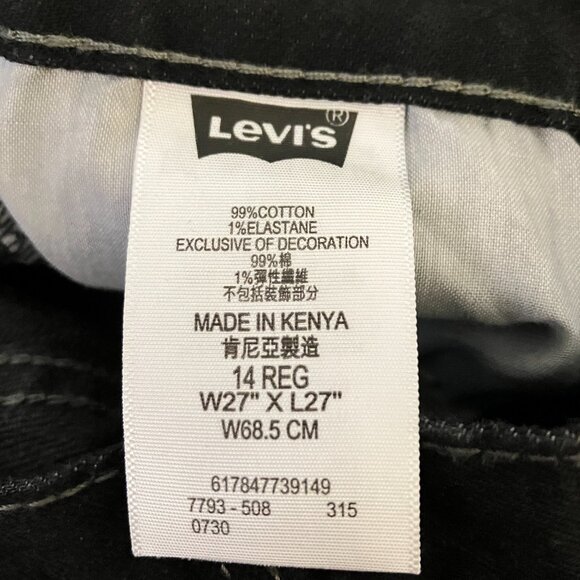 Levi's ®
99%COTTON
1%ELASTANE
EXCLUSIVE OF DECORATION
99%棉
1%彈性纖維
不包括裝飾部分
MADE IN KENYA
肯尼亞製造
14 REG
W27" X L27"
W68.5 CM
617847739149
7793 - 508 315
0730